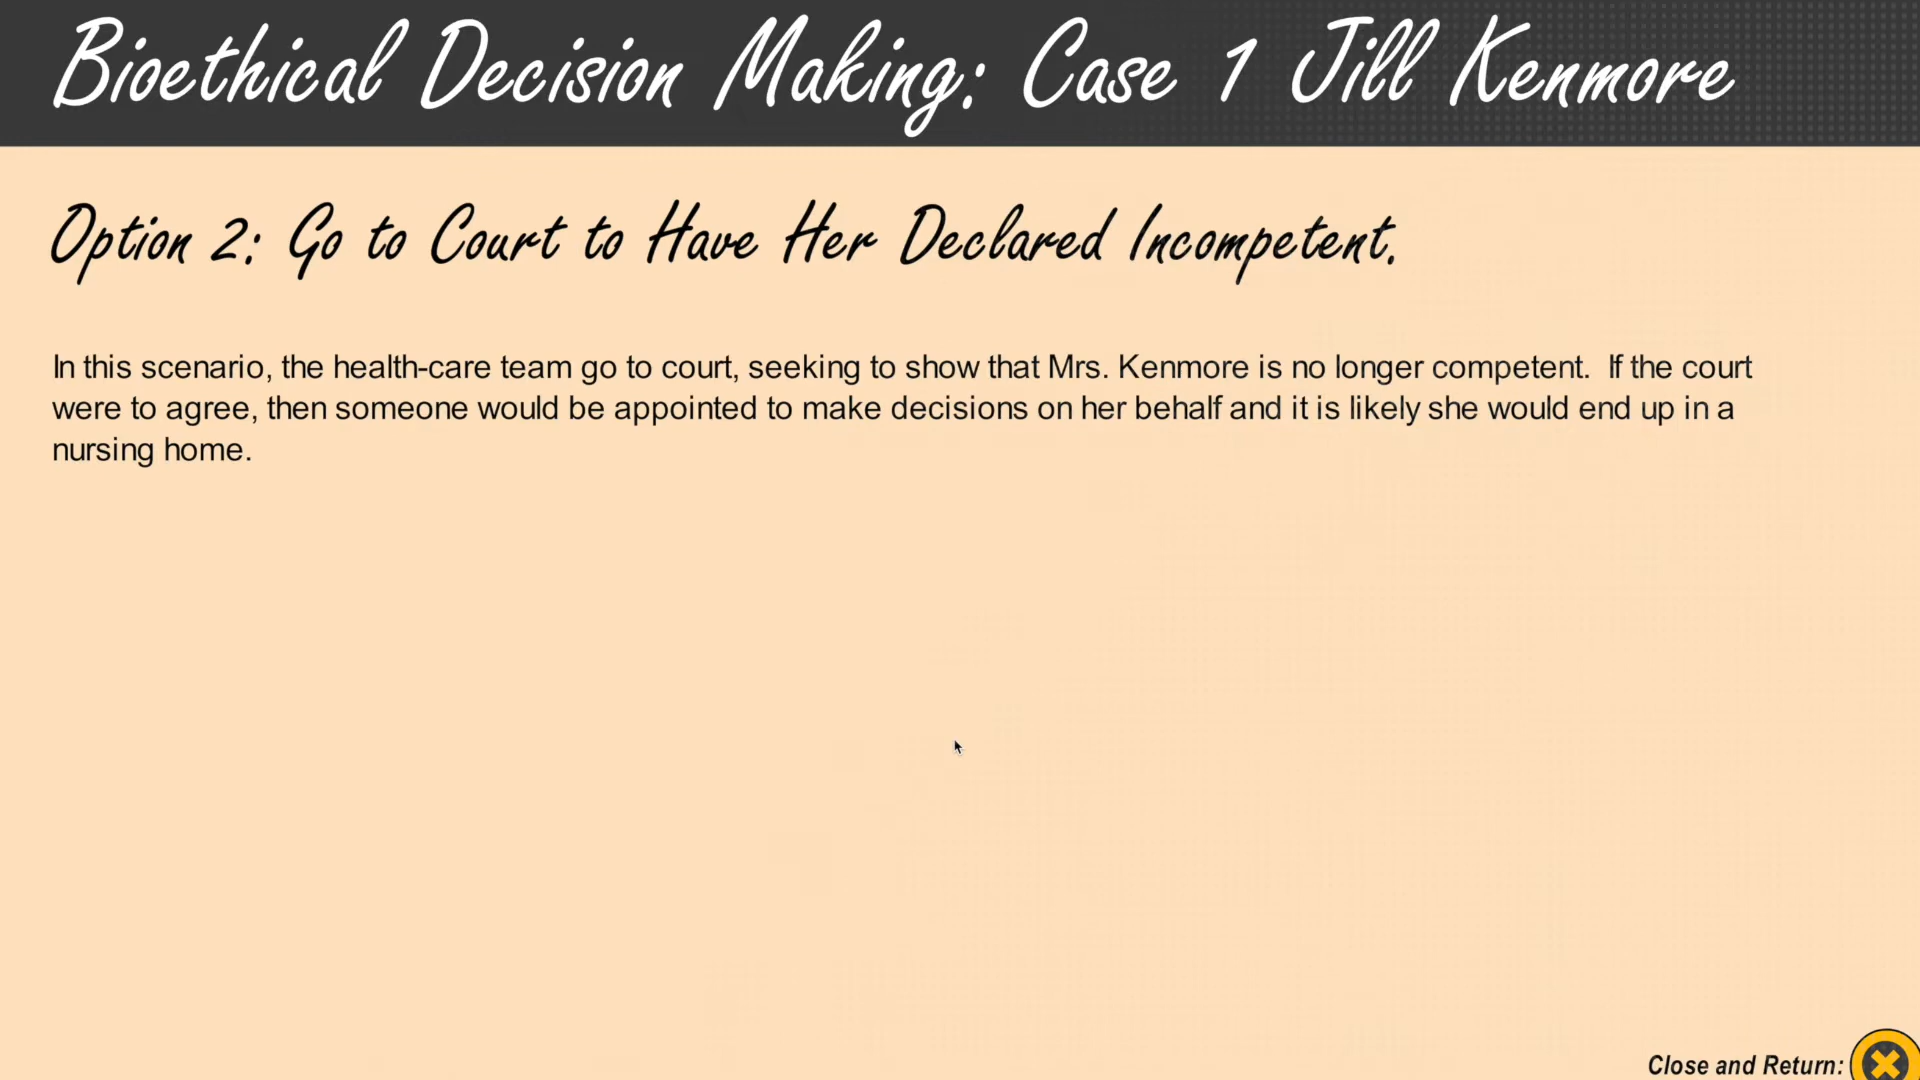 Bioethical Decision Making: Case 1 Jill Kenmore
Option 2: Go to Court to Have Her Declared Incompetent.
In this scenario, the health-care team go to court, seeking to show that Mrs. Kenmore is no longer competent.  If the court
were to agree, then someone would be appointed to make decisions on her behalf and it is likely she would end up in a
nursing home.
Close and Return: